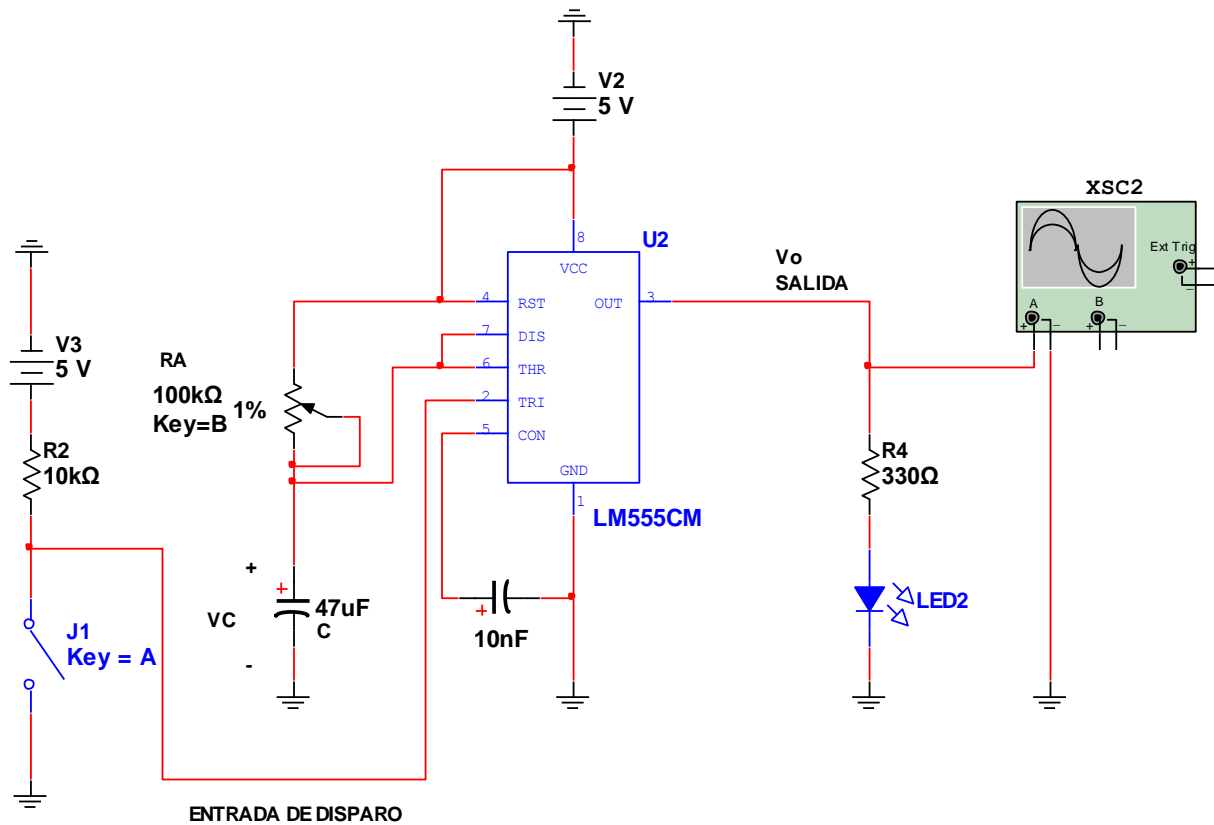 V2
5 V
XSC2
Ext Trig
+
_
A
B
+
_
+
_
U2
8
VCC
4
RST
OUT
3
7
DIS
6
THR
2
TRI
5
CON
GND
1
LM555CM
Vo
SALIDA
V3
5 V
RA
100kΩ
1%
Key=B
R2
10kΩ
R4
330Ω
J1
Key = A
+
VC
-
+
47uF
C
+
10nF
LED2
ENTRADA DE DISPARO